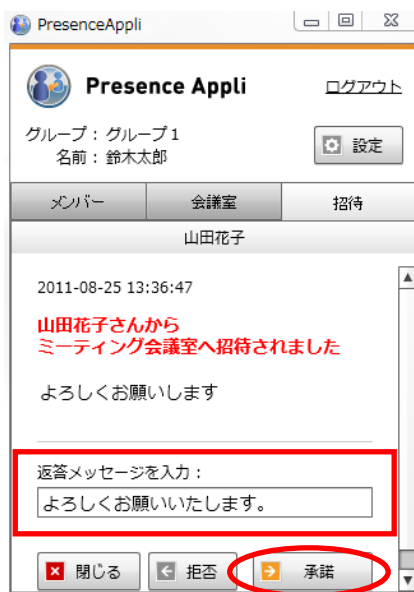 PresenceAppli
Presence Appli
ログアウト
グループ：グループ1
名前：鈴木太郎
設定
メンバー
会議室
招待
山田花子
2011-08-25 13:36:47
山田花子さんから
ミーティング会議室へ招待されました
よろしくお願いします
返答メッセージを入力：
よろしくお願いいたします。
閉じる
拒否
承諾